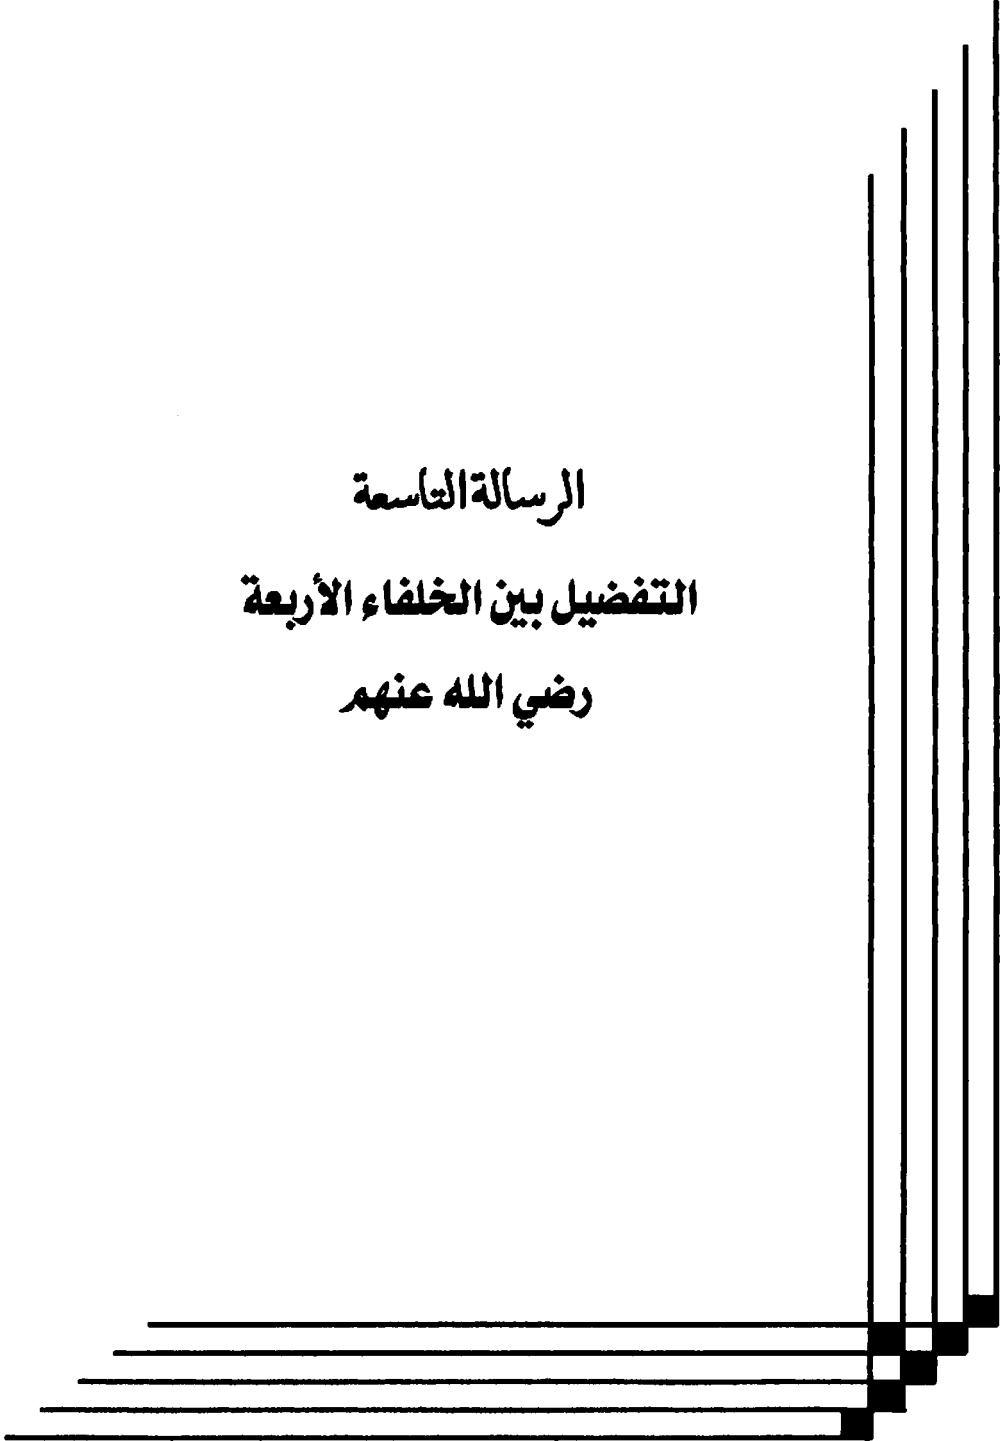 الرسالة التاسعة
التفضيل بين الخلفاء الأربعة
رضي الله عنهم